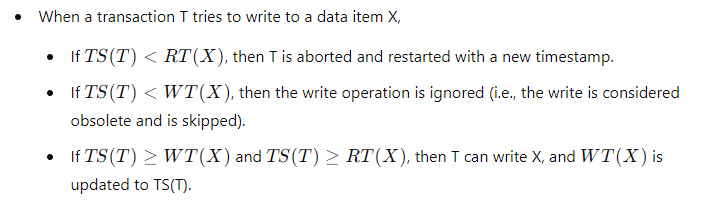 • When a transaction T tries to write to a data item X,
• If TS(T) < RT(X), then T is aborted and restarted with a new timestamp.
• If TS(T) < WT(X), then the write operation is ignored (i.e., the write is considered
obsolete and is skipped).
• If TS(T) ≥ WT(X) and TS(T) ≥ RT(X), then T can write X, and WT(X) is
updated to TS(T).